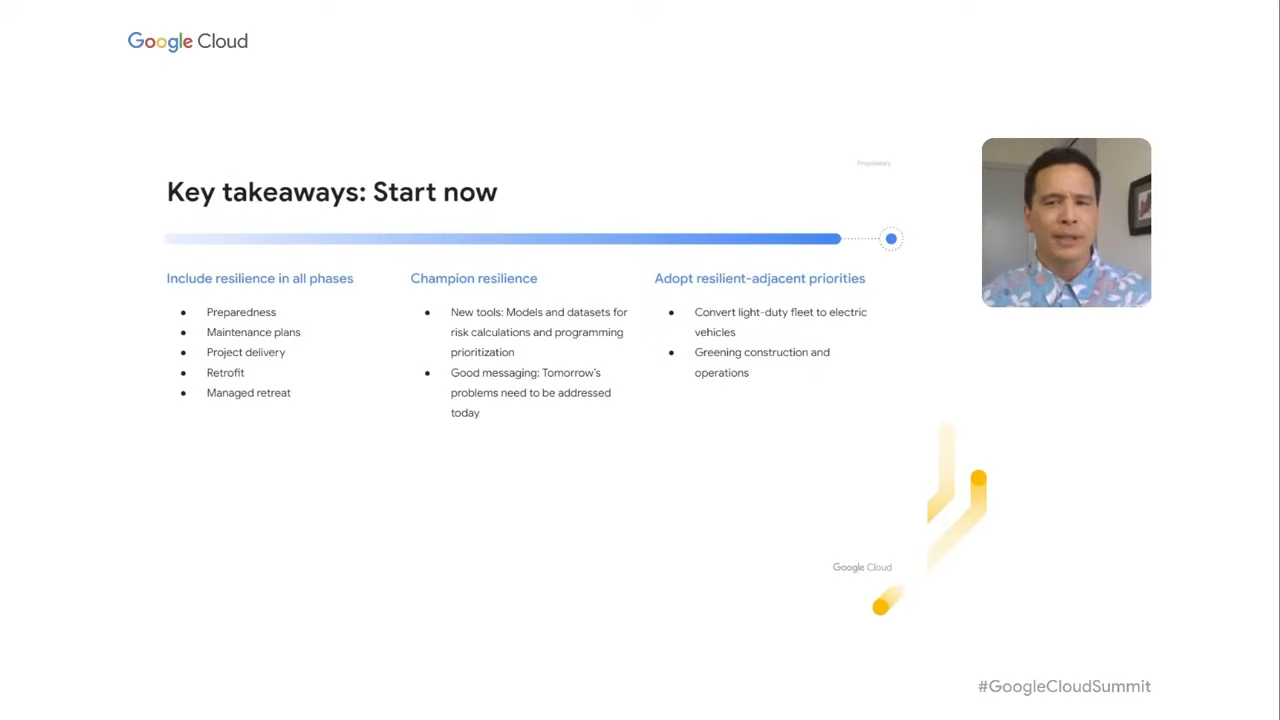 Google Cloud
Proprietary
Key takeaways: Start now
Include resilience in all phases
● Preparedness
● Maintenance plans
● Project delivery
● Retrofit
● Managed retreat
Champion resilience
● New tools: Models and datasets for
risk calculations and programming
prioritization
● Good messaging: Tomorrow's
problems need to be addressed
today
Adopt resilient-adjacent priorities
● Convert light-duty fleet to electric
vehicles
● Greening construction and
operations
Google Cloud
#GoogleCloudSummit